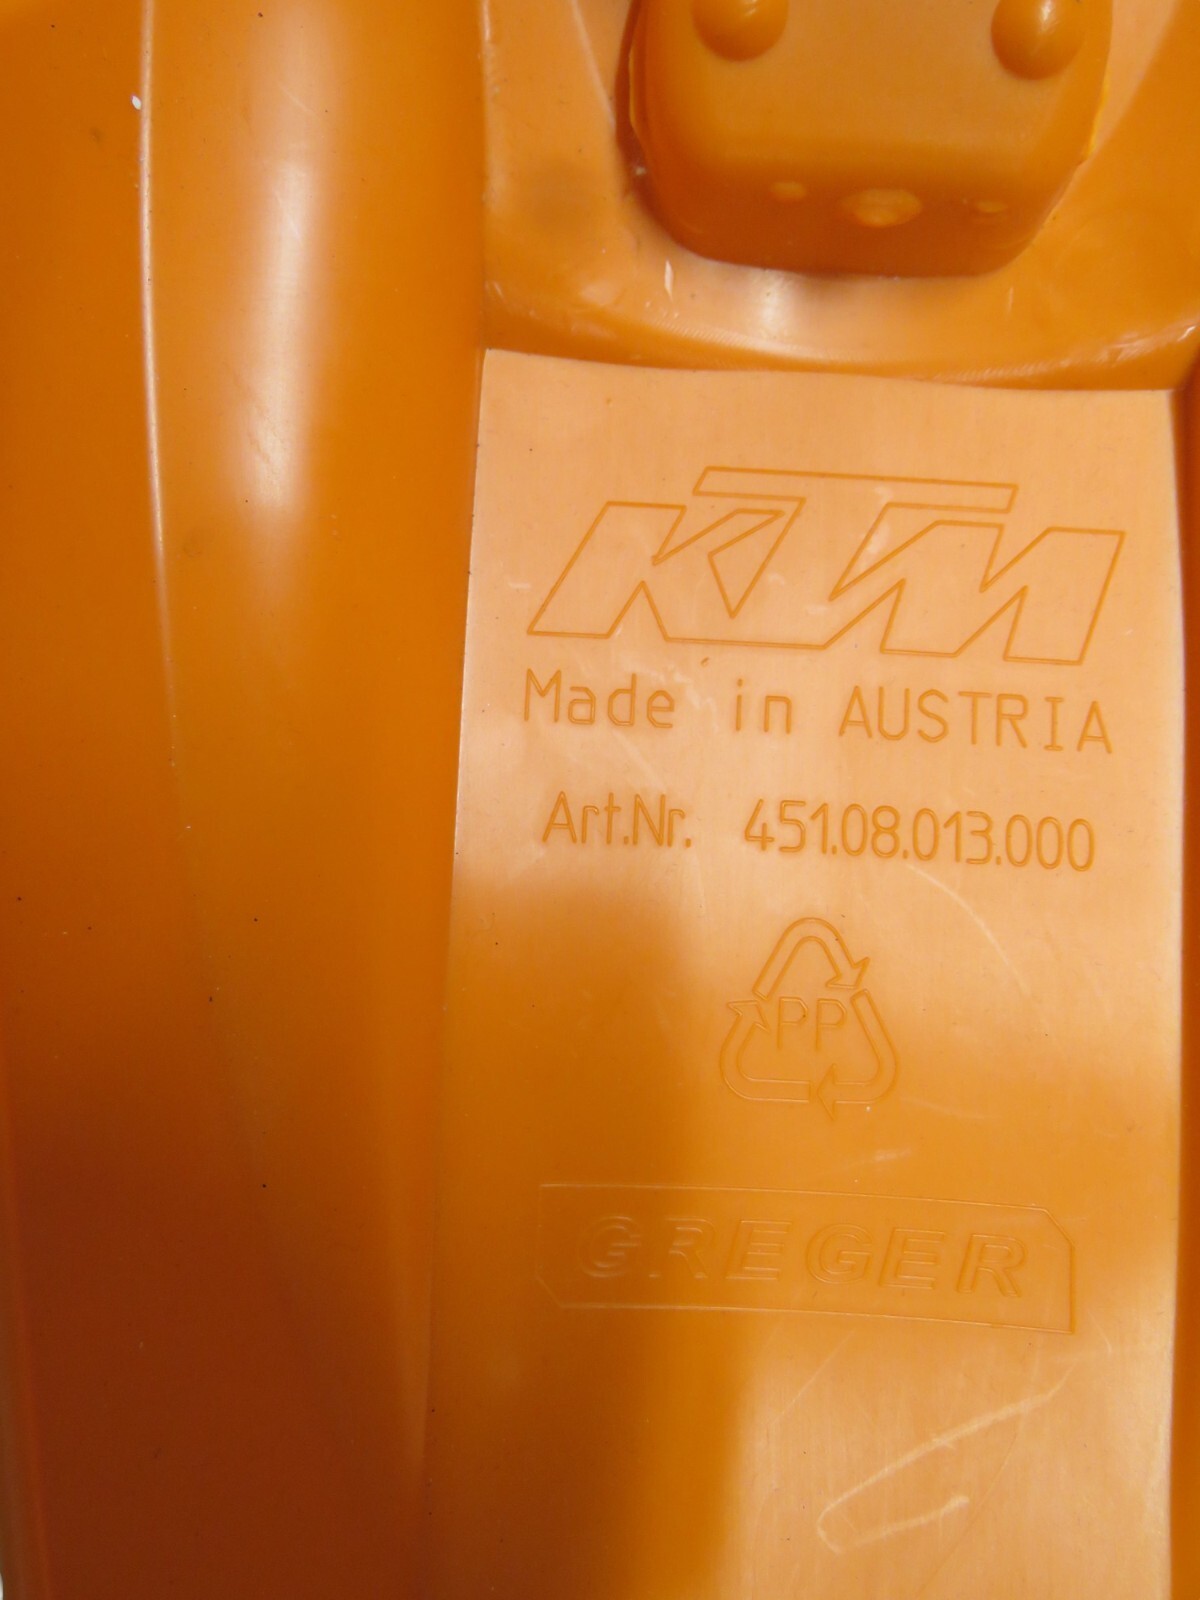 KTM
Made in AUSTRIA
Art.Nr. 451.08.013.000
PP
GREGER